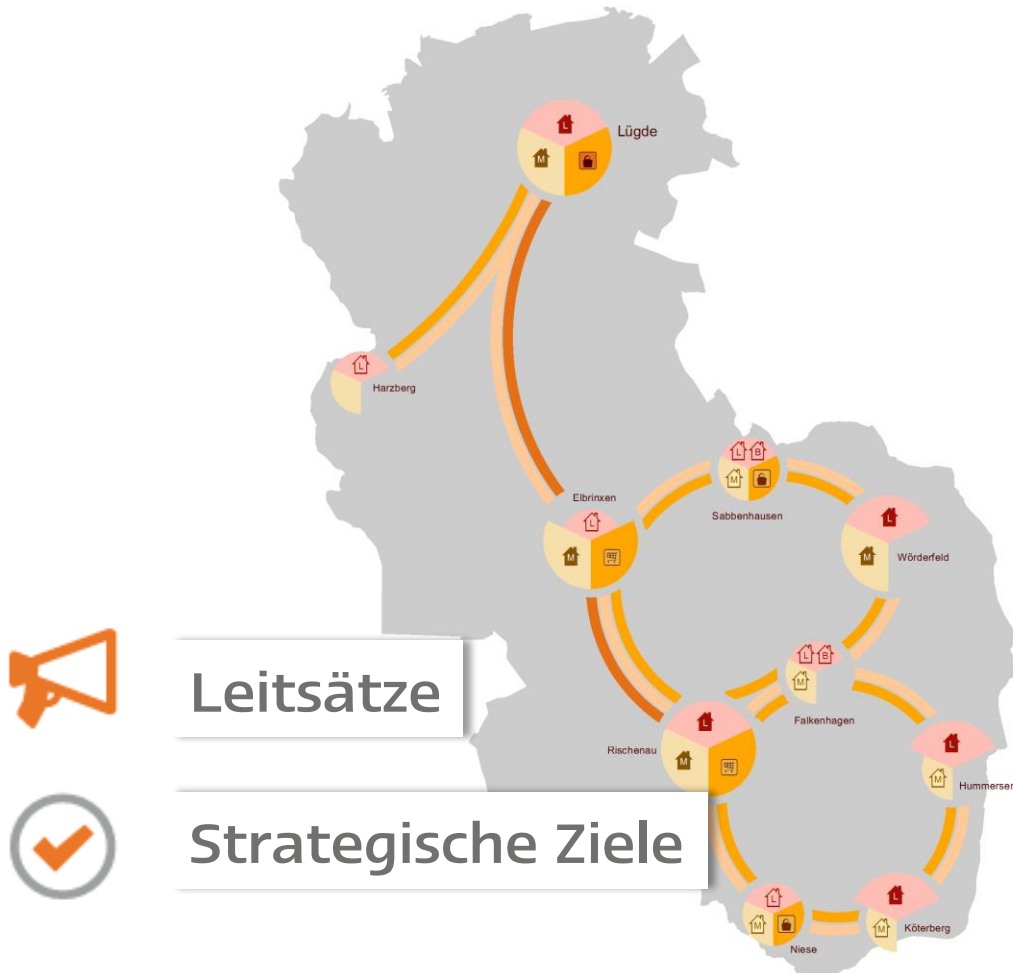 L
Lügde
M
L
Harzberg
Elbrinxen
L B
M
Sabbenhausen
L
M
L
M
Wörderfeld
L B
M
Falkenhagen
Leitsätze
L
Rischenau
M
L
M
Hummersen
Strategische Ziele
L
M
Niese
L
M
Köterberg